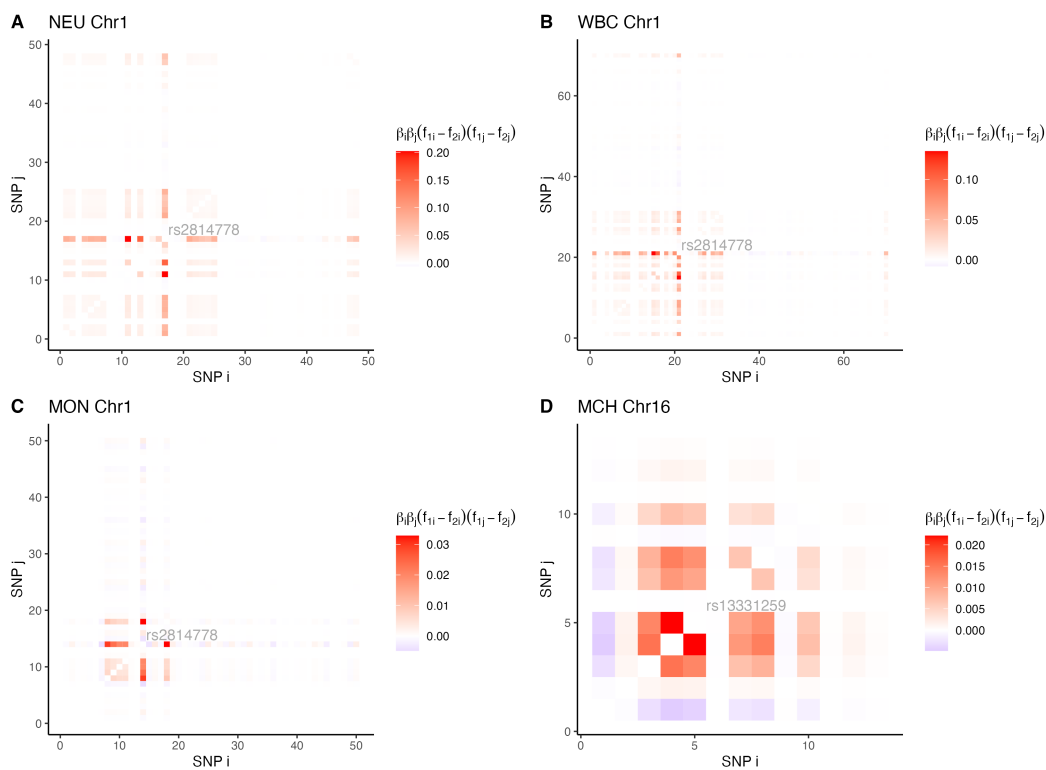 A NEU Chr1
50
40
30
20
10
0
SNP j
rs2814778
0 10 20 30 40 50
SNP i
βᵢβⱼ(f₁ᵢ − f₂ᵢ)(f₁ⱼ − f₂ⱼ)
0.20
0.15
0.10
0.05
0.00
B WBC Chr1
60
40
20
0
SNP j
rs2814778
0 20 40 60
SNP i
βᵢβⱼ(f₁ᵢ − f₂ᵢ)(f₁ⱼ − f₂ⱼ)
0.10
0.05
0.00
C MON Chr1
50
40
30
20
10
0
SNP j
rs2814778
0 10 20 30 40 50
SNP i
βᵢβⱼ(f₁ᵢ − f₂ᵢ)(f₁ⱼ − f₂ⱼ)
0.03
0.02
0.01
0.00
D MCH Chr16
10
5
0
SNP j
rs13331259
0 5 10
SNP i
βᵢβⱼ(f₁ᵢ − f₂ᵢ)(f₁ⱼ − f₂ⱼ)
0.020
0.015
0.010
0.005
0.000